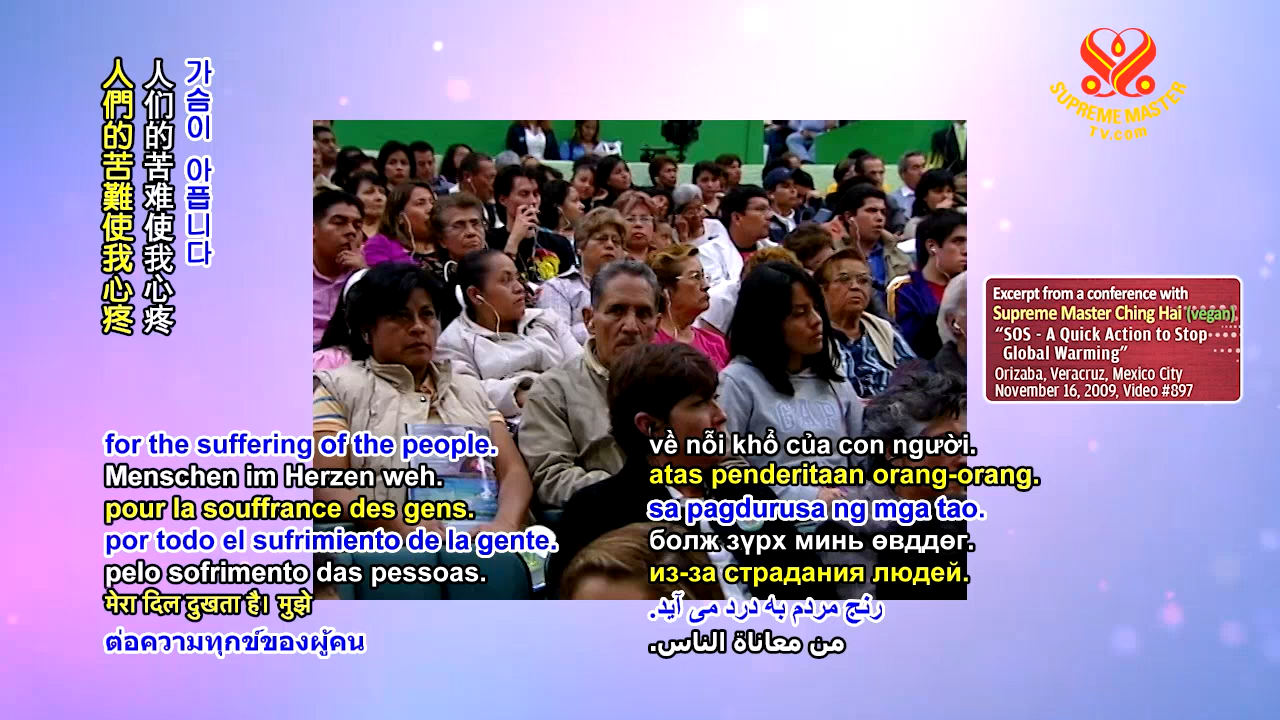 人們的苦難使我心疼
人们的苦难使我心疼
가슴이 아픕니다
SUPREME MASTER
TV.com
Excerpt from a conference with
Supreme Master Ching Hai (vegan)
“SOS - A Quick Action to Stop
Global Warming”
Orizaba, Veracruz, Mexico City
November 16, 2009, Video #897
GAP
for the suffering of the people.
Menschen im Herzen weh.
pour la souffrance des gens.
por todo el sufrimiento de la gente.
pelo sofrimento das pessoas.
मेरा दिल दुखता है। मुझे
ต่อความทุกข์ของผู้คน
về nỗi khổ của con người.
atas penderitaan orang-orang.
sa pagdurusa ng mga tao.
болж зүрх минь өвддөг.
из-за страдания людей.
رنج مردم به درد می آید.
من معاناة الناس.